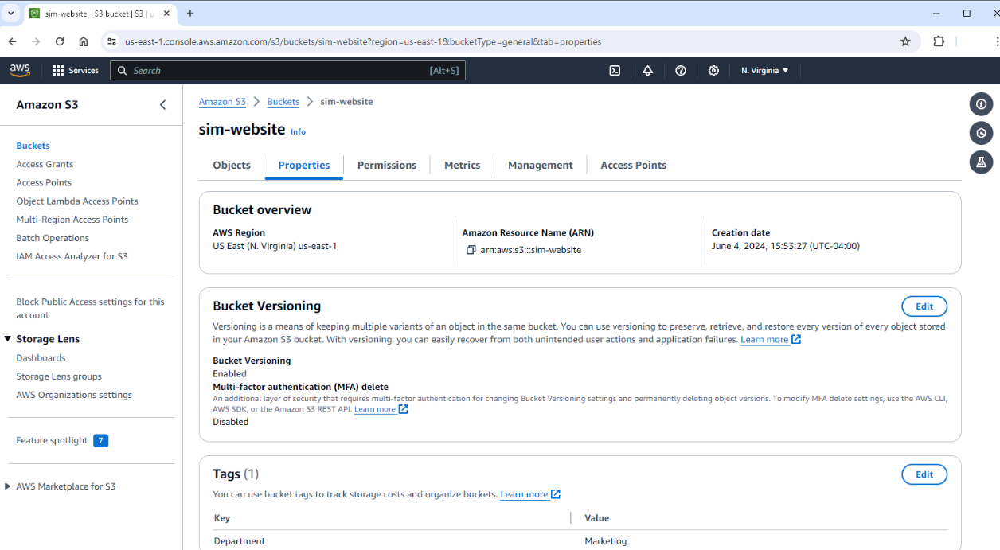 sim-website - S3 bucket | S3 | u
us-east-1.console.aws.amazon.com/s3/buckets/sim-website?region=us-east-1&bucketType=general&tab=properties
aws
Services
Search
[Alt+S]
N. Virginia
Amazon S3
Buckets
Access Grants
Access Points
Object Lambda Access Points
Multi-Region Access Points
Batch Operations
IAM Access Analyzer for S3
Block Public Access settings for this
account
Storage Lens
Dashboards
Storage Lens groups
AWS Organizations settings
Feature spotlight 7
AWS Marketplace for S3
Amazon S3 > Buckets > sim-website
sim-website Info
Objects
Properties
Permissions
Metrics
Management
Access Points
Bucket overview
AWS Region
US East (N. Virginia) us-east-1
Amazon Resource Name (ARN)
arn:aws:s3:::sim-website
Creation date
June 4, 2024, 15:53:27 (UTC-04:00)
Bucket Versioning
Edit
Versioning is a means of keeping multiple variants of an object in the same bucket. You can use versioning to preserve, retrieve, and restore every version of every object stored
in your Amazon S3 bucket. With versioning, you can easily recover from both unintended user actions and application failures. Learn more
Bucket Versioning
Enabled
Multi-factor authentication (MFA) delete
An additional layer of security that requires multi-factor authentication for changing Bucket Versioning settings and permanently deleting object versions. To modify MFA delete settings, use the AWS CLI,
AWS SDK, or the Amazon S3 REST API. Learn more
Disabled
Tags (1)
Edit
You can use bucket tags to track storage costs and organize buckets. Learn more
Key
Value
Department
Marketing